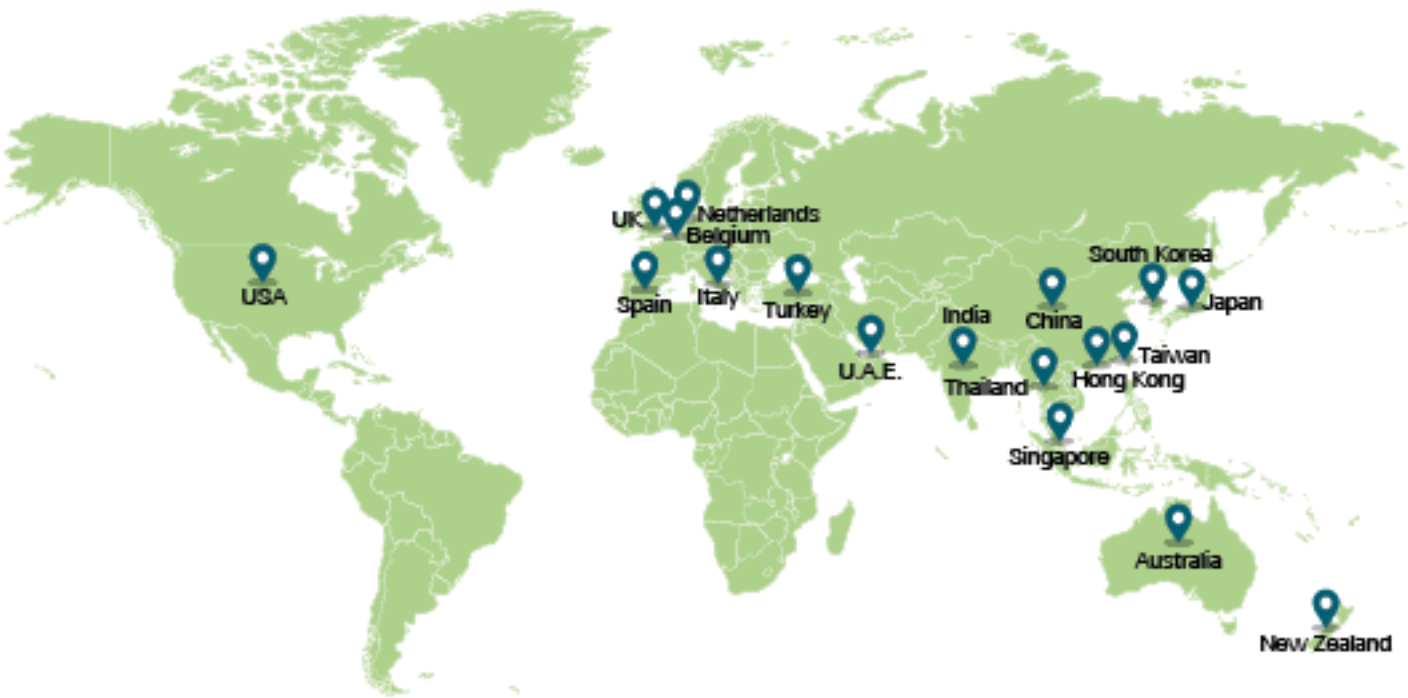 UK
Netherlands
Belgium
South Korea
USA
Spain
Italy
Turkey
India
China
Japan
U.A.E.
Taiwan
Thailand
Hong Kong
Singapore
Australia
New Zealand